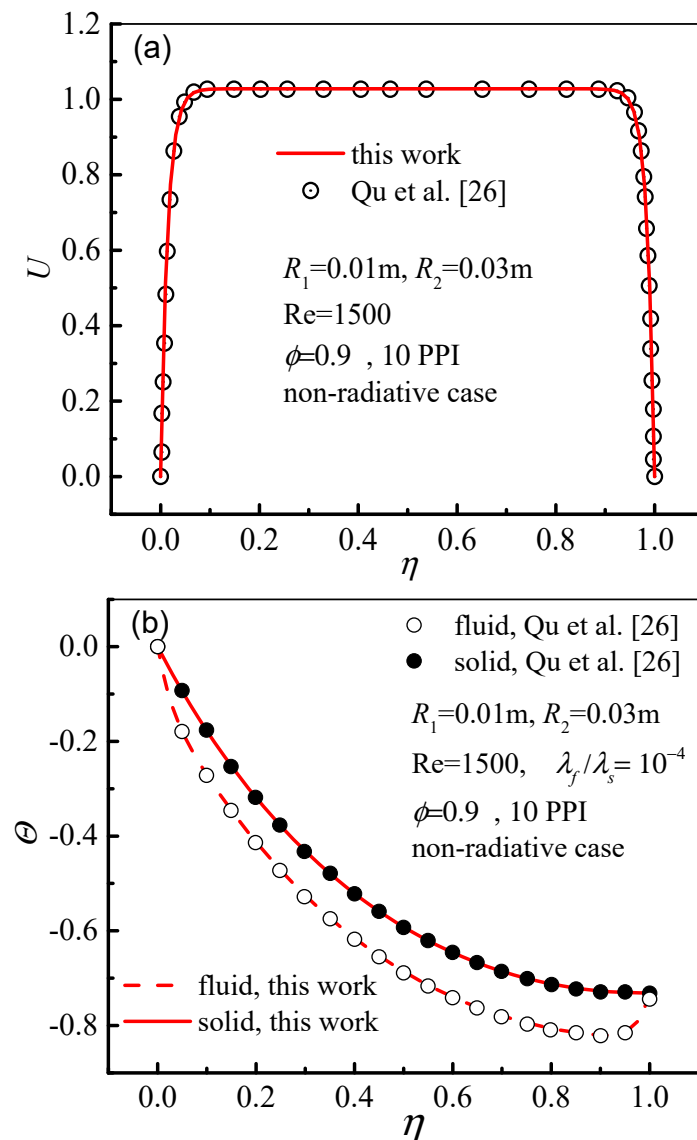 (a)
1.2
1.0
0.8
0.6
0.4
0.2
0.0
U
this work
Qu et al. [26]
R₁=0.01m, R₂=0.03m
Re=1500
ϕ=0.9 , 10 PPI
non-radiative case
0.0 0.2 0.4 0.6 0.8 1.0
η
(b)
0.0
-0.2
-0.4
-0.6
-0.8
Θ
fluid, Qu et al. [26]
solid, Qu et al. [26]
R₁=0.01m, R₂=0.03m
Re=1500, λ_f/λ_s= 10⁻⁴
ϕ=0.9 , 10 PPI
non-radiative case
fluid, this work
solid, this work
0.0 0.2 0.4 0.6 0.8 1.0
η